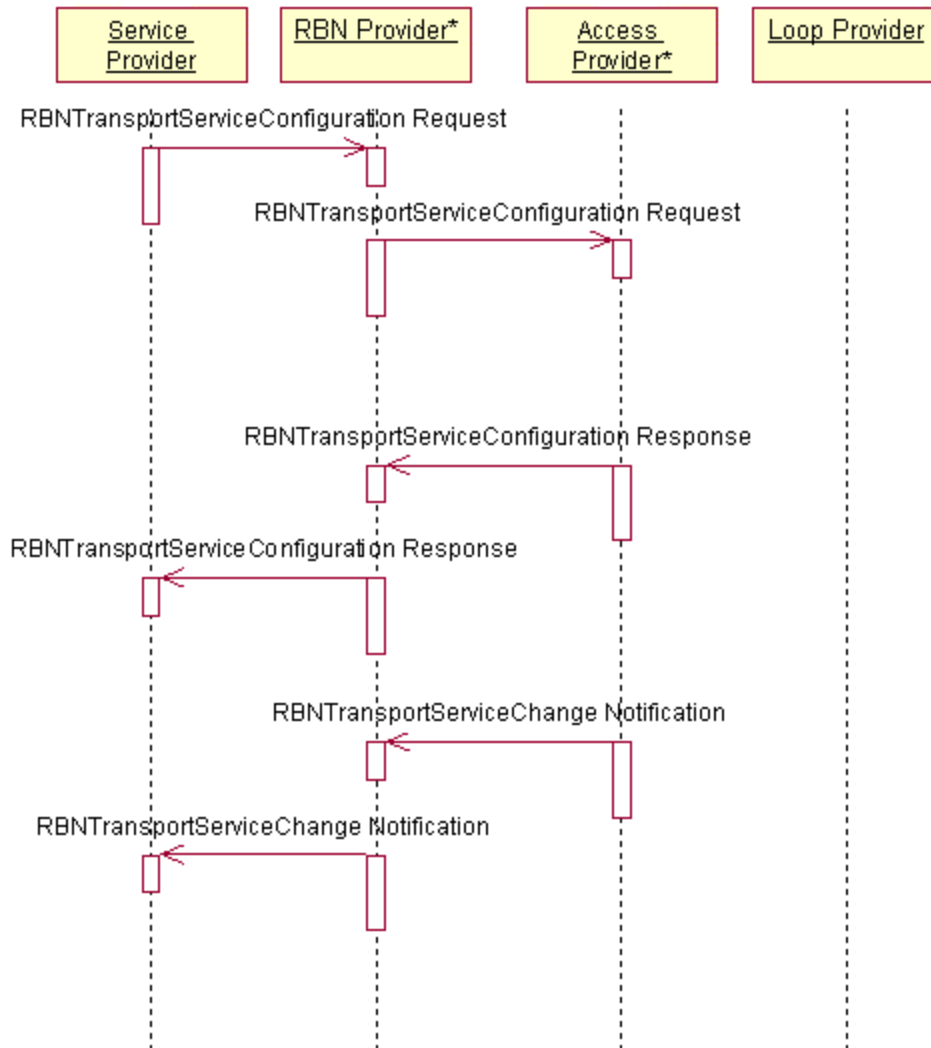 Service
Provider
RBN Provider*
Access
Provider*
Loop Provider
RBNTransportServiceConfiguration Request
RBNTransportServiceConfiguration Request
RBNTransportServiceConfiguration Response
RBNTransportServiceConfiguration Response
RBNTransportServiceChange Notification
RBNTransportServiceChange Notification